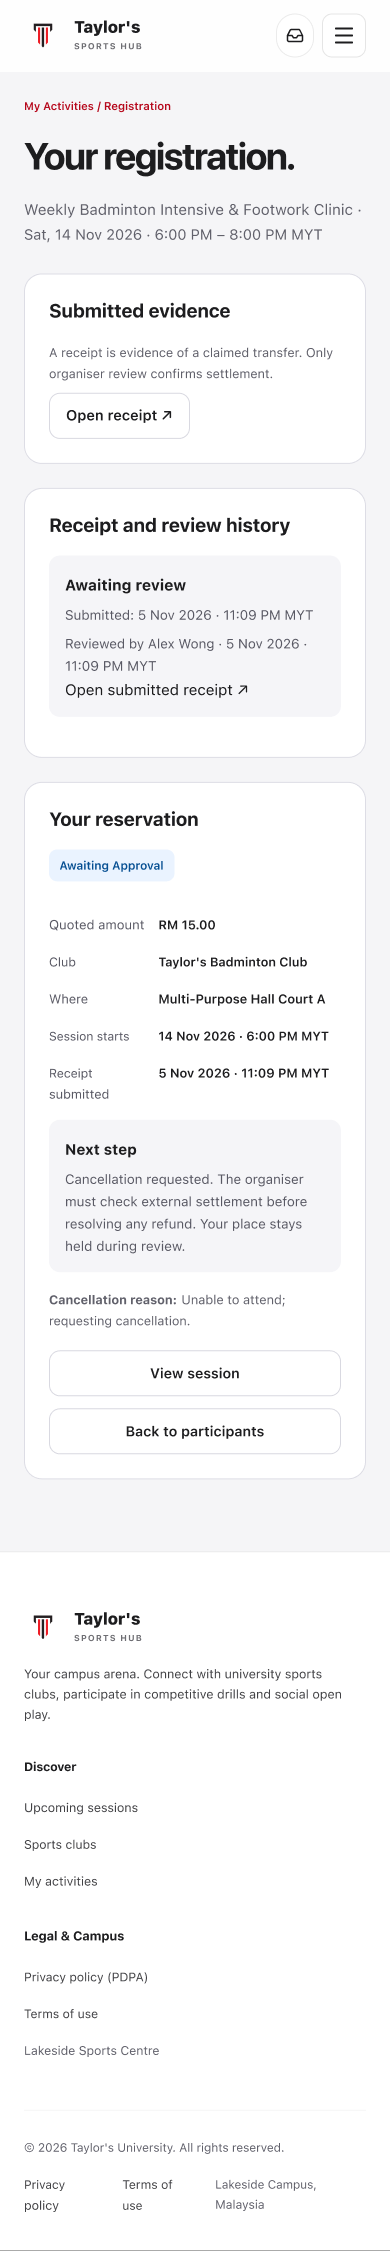 Taylor's
SPORTS HUB
My Activities / Registration
Your registration.
Weekly Badminton Intensive & Footwork Clinic ·
Sat, 14 Nov 2026 · 6:00 PM – 8:00 PM MYT
Submitted evidence
A receipt is evidence of a claimed transfer. Only
organiser review confirms settlement.
Open receipt ↗
Receipt and review history
Awaiting review
Submitted: 5 Nov 2026 · 11:09 PM MYT
Reviewed by Alex Wong · 5 Nov 2026 ·
11:09 PM MYT
Open submitted receipt ↗
Your reservation
Awaiting Approval
Quoted amount RM 15.00
Club Taylor's Badminton Club
Where Multi-Purpose Hall Court A
Session starts 14 Nov 2026 · 6:00 PM MYT
Receipt 5 Nov 2026 · 11:09 PM MYT
submitted
Next step
Cancellation requested. The organiser
must check external settlement before
resolving any refund. Your place stays
held during review.
Cancellation reason: Unable to attend;
requesting cancellation.
View session
Back to participants
Taylor's
SPORTS HUB
Your campus arena. Connect with university sports
clubs, participate in competitive drills and social open
play.
Discover
Upcoming sessions
Sports clubs
My activities
Legal & Campus
Privacy policy (PDPA)
Terms of use
Lakeside Sports Centre
© 2026 Taylor's University. All rights reserved.
Privacy policy
Terms of use
Lakeside Campus,
Malaysia